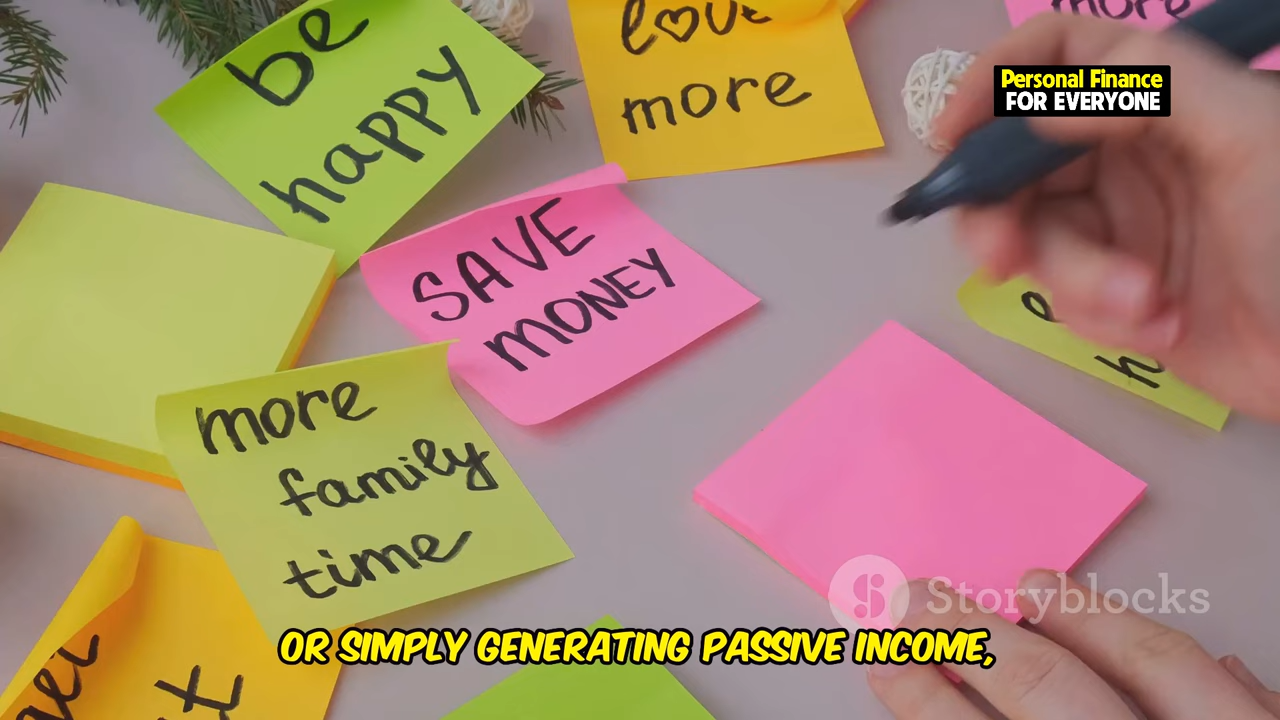 be
happy
love
more
more
Personal Finance
FOR EVERYONE
SAVE
MONEY
more
family
time
Storyblocks
OR SIMPLY GENERATING PASSIVE INCOME,